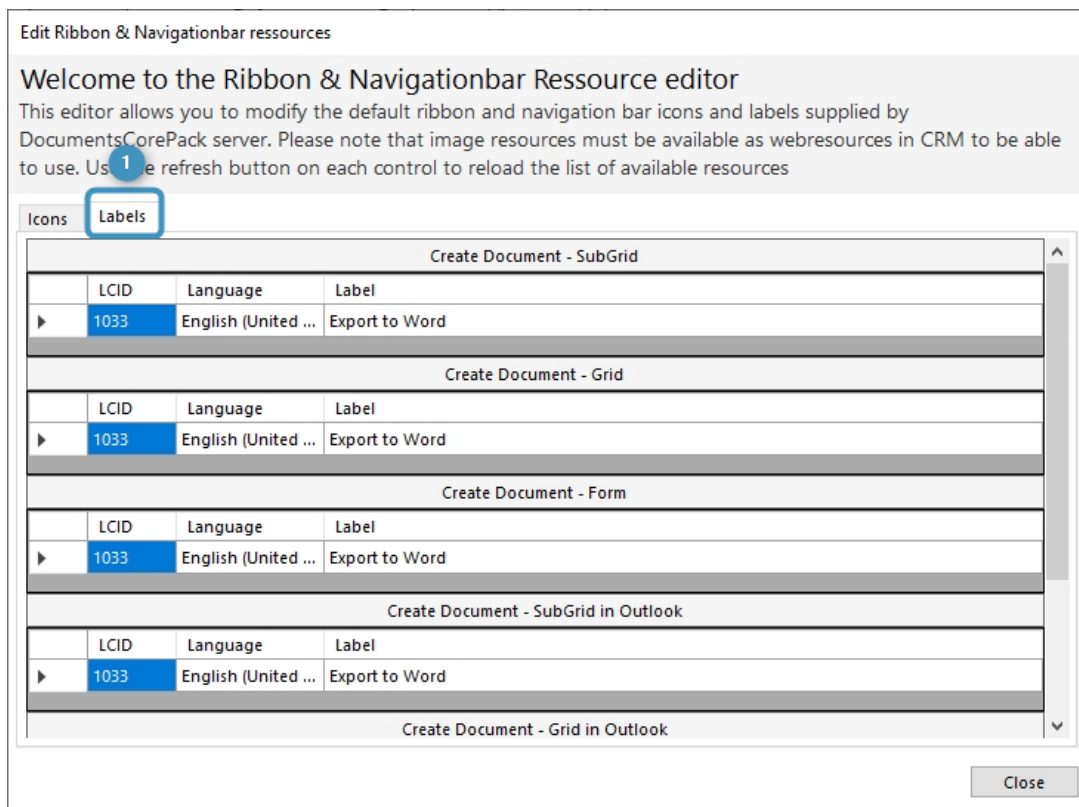 Edit Ribbon & Navigationbar ressources
Welcome to the Ribbon & Navigationbar Ressource editor
This editor allows you to modify the default ribbon and navigation bar icons and labels supplied by
DocumentsCorePack server. Please note that image resources must be available as webresources in CRM to be able
to use. Us e refresh button on each control to reload the list of available resources
1
Icons Labels
Create Document - SubGrid
LCID Language Label
1033 English (United ... Export to Word
Create Document - Grid
LCID Language Label
1033 English (United ... Export to Word
Create Document - Form
LCID Language Label
1033 English (United ... Export to Word
Create Document - SubGrid in Outlook
LCID Language Label
1033 English (United ... Export to Word
Create Document - Grid in Outlook
Close